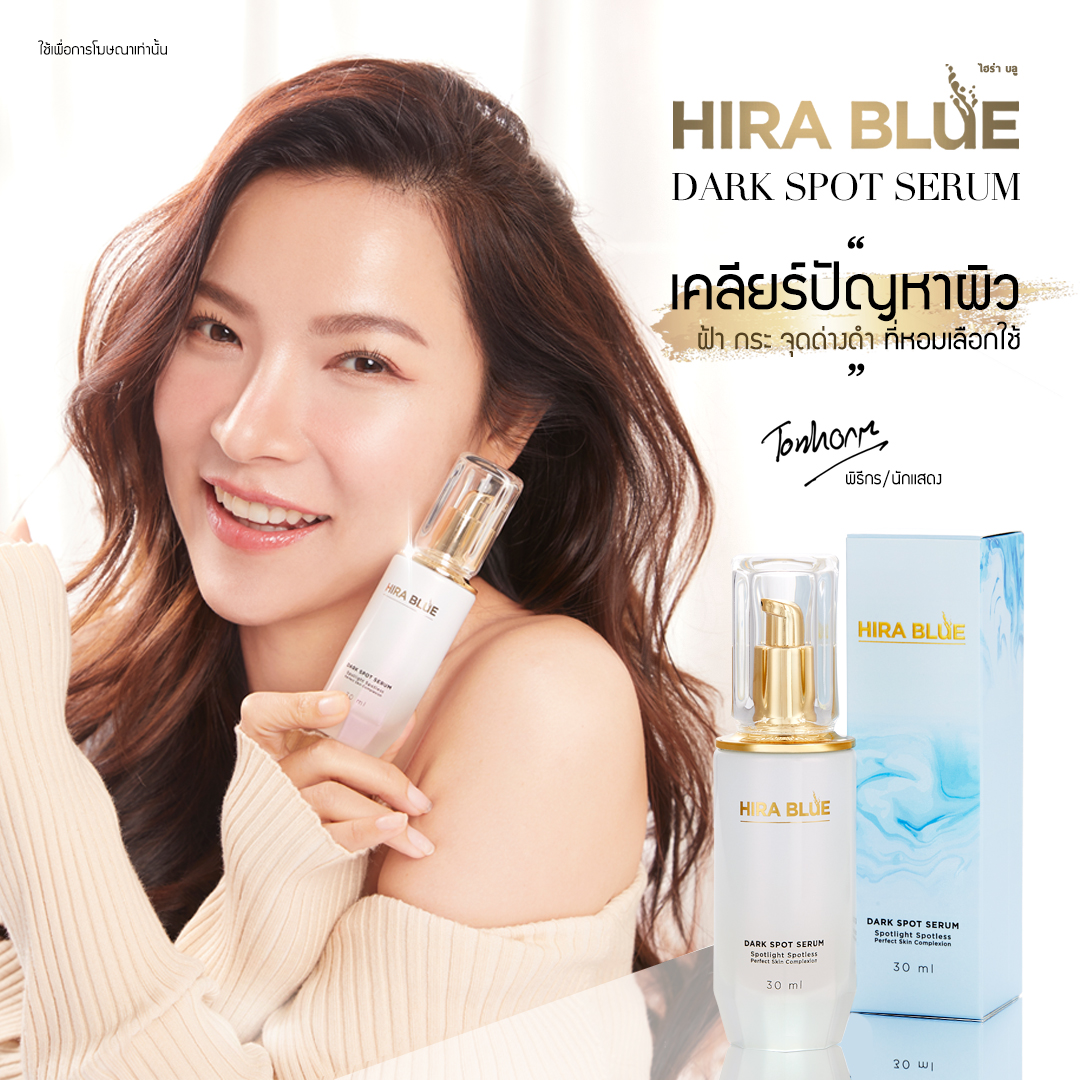 ใช้เพื่อการโฆษณาเท่านั้น
ไฮร่า บลู
HIRA BLUE
DARK SPOT SERUM
“
เคลียร์ปัญหาผิว
ฝ้า กระ จุดด่างดำ ที่หอมเลือกใช้
”
Tonhorm
พิธีกร/นักแสดง
HIRA BLUE
DARK SPOT SERUM
Spotlight Spotless
Perfect Skin Complexion
30 ml
HIRA BLUE
DARK SPOT SERUM
Spotlight Spotless
Perfect Skin Complexion
30 ml
HIRA BLUE
DARK SPOT SERUM
Spotlight Spotless
Perfect Skin Complexion
30 ml